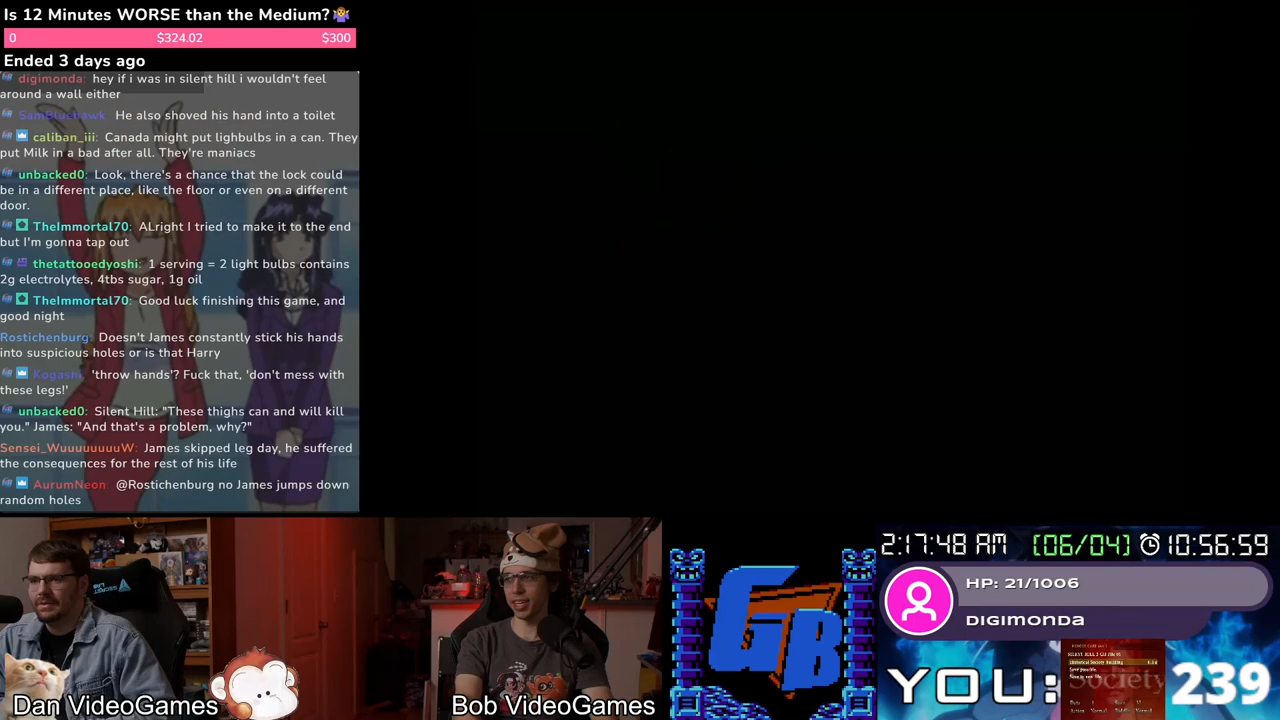 Is 12 Minutes WORSE than the Medium?🤷
0 $324.02 $300
Ended 3 days ago
digimonda: hey if i was in silent hill i wouldn't feel
around a wall either
SamBluehawk: He also shoved his hand into a toilet
caliban_iii: Canada might put lighbulbs in a can. They
put Milk in a bad after all. They're maniacs
unbacked0: Look, there's a chance that the lock could
be in a different place, like the floor or even on a different
door.
TheImmortal70: ALright I tried to make it to the end
but I'm gonna tap out
thetattooedyoshi: 1 serving = 2 light bulbs contains
2g electrolytes, 4tbs sugar, 1g oil
TheImmortal70: Good luck finishing this game, and
good night
Rostichenburg: Doesn't James constantly stick his hands
into suspicious holes or is that Harry
Kogashi: 'throw hands'? Fuck that, 'don't mess with
these legs!'
unbacked0: Silent Hill: "These thighs can and will kill
you." James: "And that's a problem, why?"
Sensei_WuuuuuuuuW: James skipped leg day, he suffered
the consequences for the rest of his life
AurumNeon: @Rostichenburg no James jumps down
random holes
Dan VideoGames
Bob VideoGames
GB
2:17:48 AM [06/04] 10:56:59
HP: 21/1006
DIGIMONDA
YOU:
Society
239